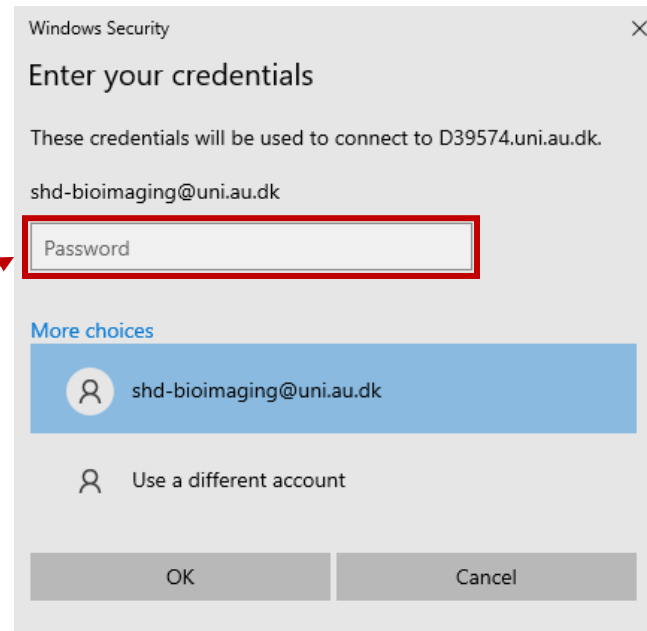 Windows Security
Enter your credentials
These credentials will be used to connect to D39574.uni.au.dk.
shd-bioimaging@uni.au.dk
Password
More choices
shd-bioimaging@uni.au.dk
Use a different account
OK
Cancel